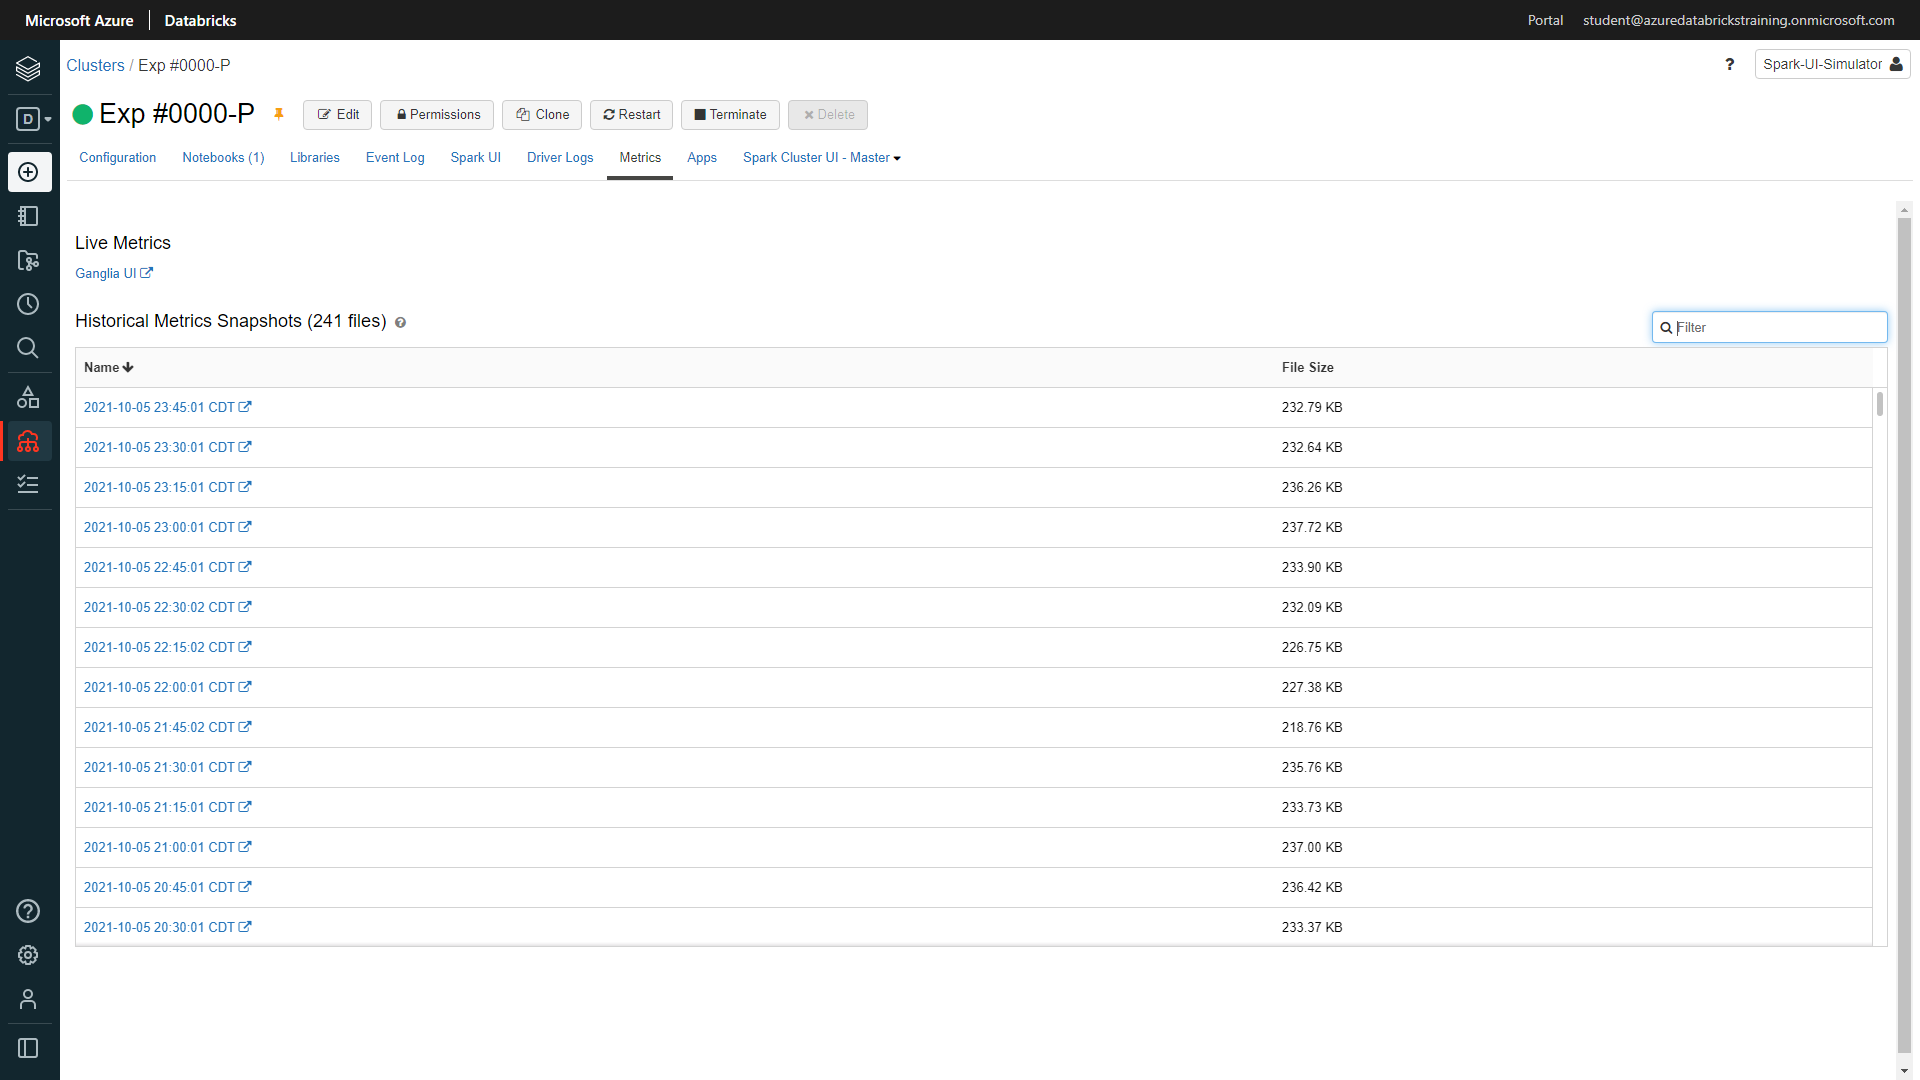 Microsoft Azure Databricks Portal student@azuredatabrickstraining.onmicrosoft.com
Clusters / Exp #0000-P ? Spark-UI-Simulator
D
Exp #0000-P Edit Permissions Clone Restart Terminate Delete
Configuration Notebooks (1) Libraries Event Log Spark UI Driver Logs Metrics Apps Spark Cluster UI - Master
Live Metrics
Ganglia UI
Historical Metrics Snapshots (241 files) ? Filter
Name File Size
2021-10-05 23:45:01 CDT 232.79 KB
2021-10-05 23:30:01 CDT 232.64 KB
2021-10-05 23:15:01 CDT 236.26 KB
2021-10-05 23:00:01 CDT 237.72 KB
2021-10-05 22:45:01 CDT 233.90 KB
2021-10-05 22:30:02 CDT 232.09 KB
2021-10-05 22:15:02 CDT 226.75 KB
2021-10-05 22:00:01 CDT 227.38 KB
2021-10-05 21:45:02 CDT 218.76 KB
2021-10-05 21:30:01 CDT 235.76 KB
2021-10-05 21:15:01 CDT 233.73 KB
2021-10-05 21:00:01 CDT 237.00 KB
2021-10-05 20:45:01 CDT 236.42 KB
2021-10-05 20:30:01 CDT 233.37 KB